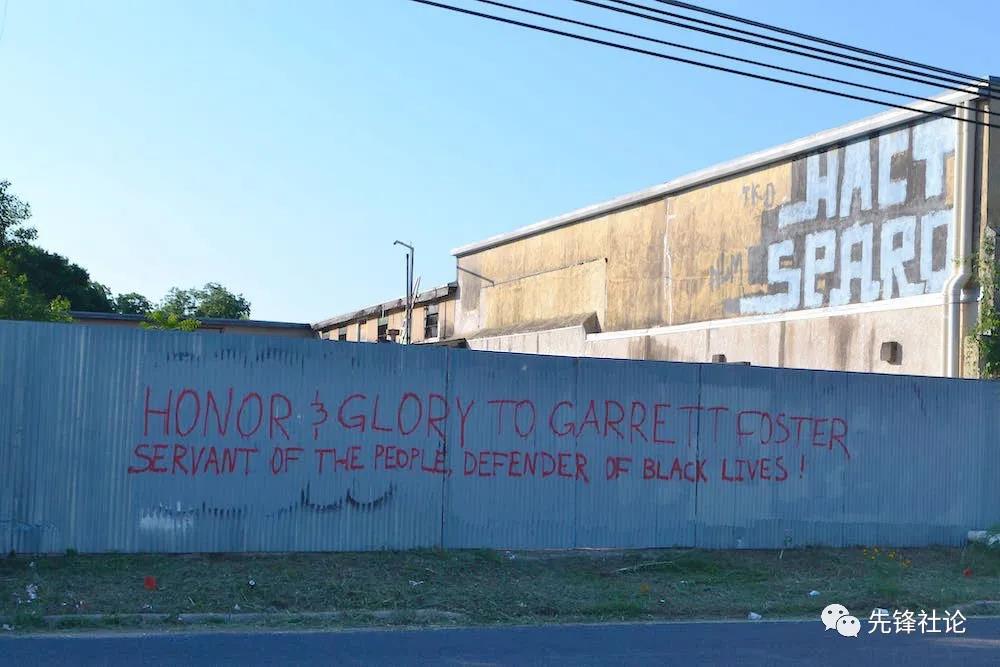 TKO
HACT
SPARO
HONOR & GLORY TO GARRETT FOSTER
SERVANT OF THE PEOPLE, DEFENDER OF BLACK LIVES!
先锋社论